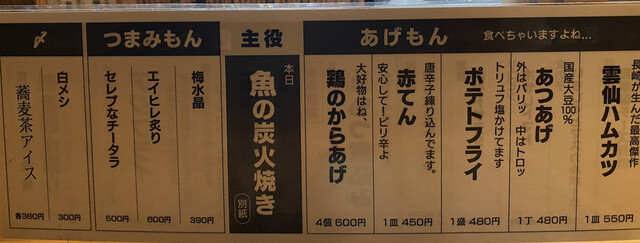 あげもん 食べちゃいますよね...
長崎が生んだ最高傑作
雲仙ハムカツ
1皿 550円
国産大豆100%
外はパリッ 中はトロッ
あつあげ
1丁 480円
トリュフ塩かけてます
ポテトフライ
1盛 480円
唐辛子練り込んでます。
安心してーピリ辛よ
赤てん
1皿 450円
大好物はね、
鶏のからあげ
4個 600円
主役
本日
魚の炭火焼き
別紙
つまみもん
梅水晶
390円
エイヒレ炙り
600円
セレブなチータラ
500円
〆
白メシ
300円
蕎麦茶アイス
各360円